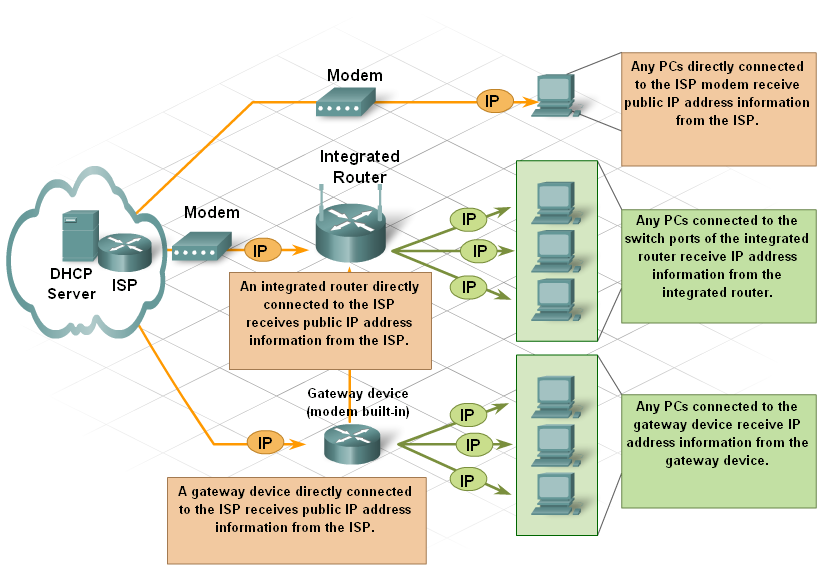 Modem
IP
Any PCs directly connected
to the ISP modem receive
public IP address information
from the ISP.
Integrated
Router
Modem
IP
DHCP
Server
ISP
IP
IP
IP
Any PCs connected to the
switch ports of the integrated
router receive IP address
information from the
integrated router.
An integrated router directly
connected to the ISP
receives public IP address
information from the ISP.
Gateway device
(modem built-in)
IP
IP
IP
IP
Any PCs connected to the
gateway device receive IP
address information from the
gateway device.
A gateway device directly connected
to the ISP receives public IP address
information from the ISP.